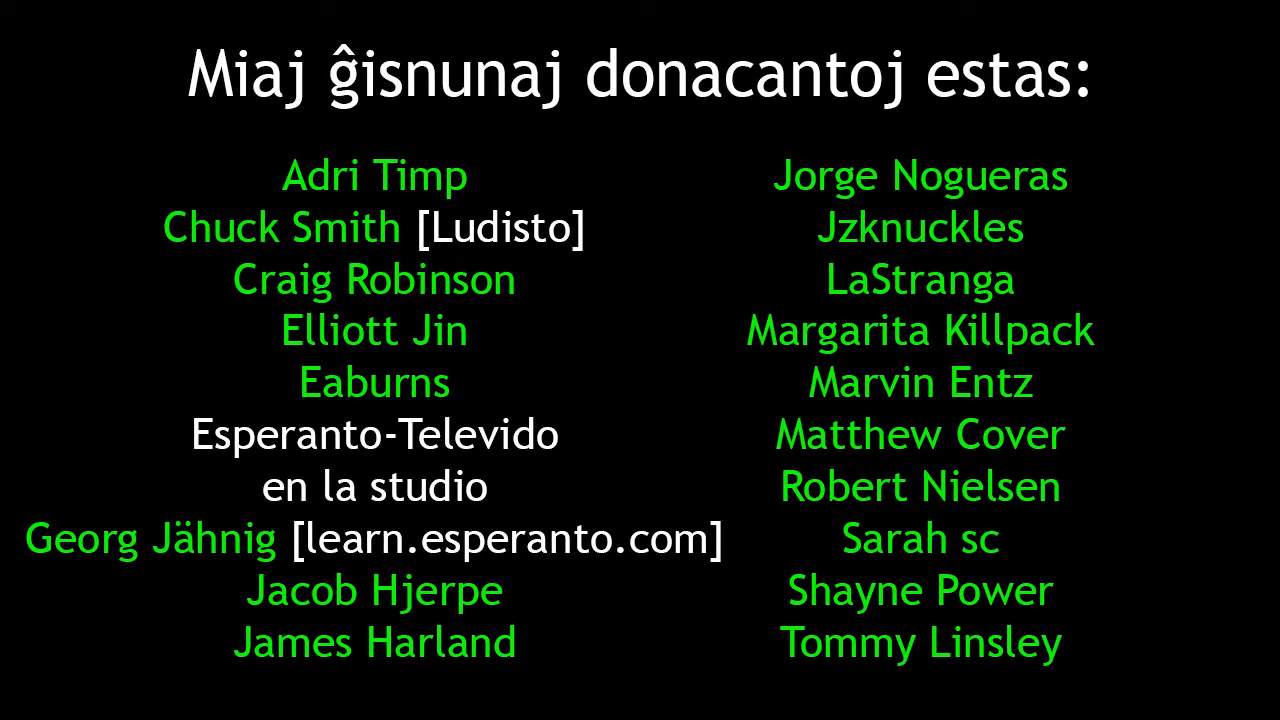 Miaj ĝisnunaj donacantoj estas:
Adri Timp
Chuck Smith [Ludisto]
Craig Robinson
Elliott Jin
Eaburns
Esperanto-Televido
en la studio
Georg Jähnig [learn.esperanto.com]
Jacob Hjerpe
James Harland
Jorge Nogueras
Jzknuckles
LaStranga
Margarita Killpack
Marvin Entz
Matthew Cover
Robert Nielsen
Sarah sc
Shayne Power
Tommy Linsley